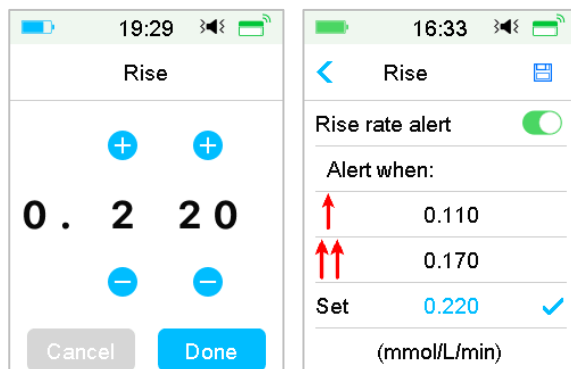 19:29
Rise
0. 2 20
Cancel Done
16:33
Rise
Rise rate alert
Alert when:
0.110
0.170
Set 0.220
(mmol/L/min)